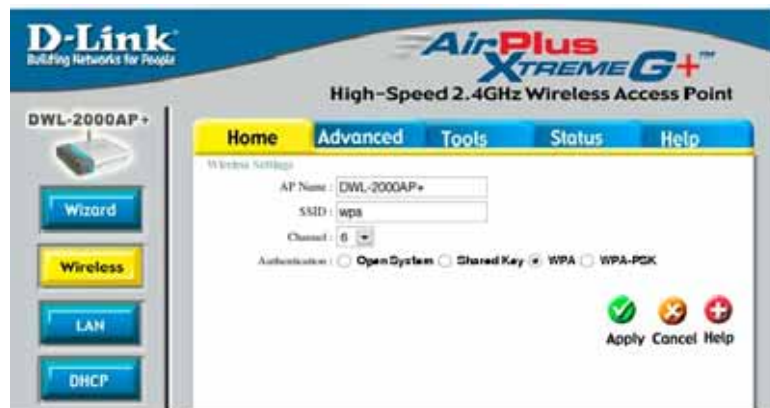 D-Link
Building Networks for People
AirPlus
XTREME G+™
High-Speed 2.4GHz Wireless Access Point
DWL-2000AP+
Home Advanced Tools Status Help
Wireless Settings
AP Name : DWL-2000AP+
SSID : wpa
Channel : 6
Authentication : Open System Shared Key WPA WPA-PSK
Apply Cancel Help
Wizard
Wireless
LAN
DHCP